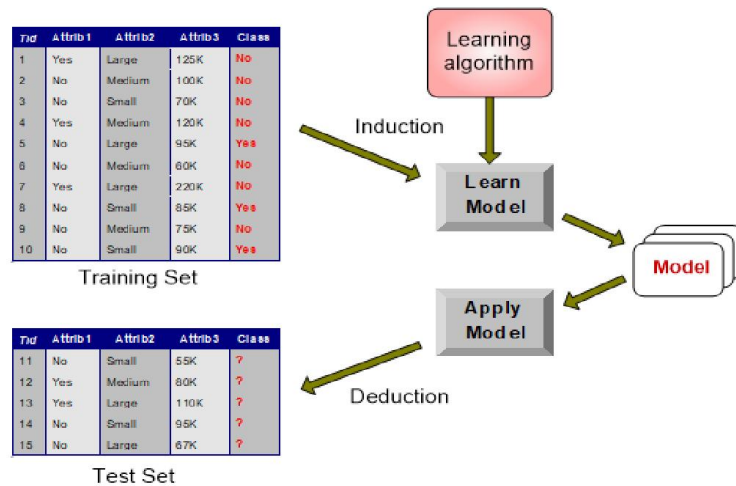 Tid Attrib1 Attrib2 Attrib3 Class
1 Yes Large 125K No
2 No Medium 100K No
3 No Small 70K No
4 Yes Medium 120K No
5 No Large 95K Yes
6 No Medium 60K No
7 Yes Large 220K No
8 No Small 85K Yes
9 No Medium 75K No
10 No Small 90K Yes
Training Set
Learning
algorithm
Induction
Learn
Model
Model
Apply
Model
Deduction
Tid Attrib1 Attrib2 Attrib3 Class
11 No Small 55K ?
12 Yes Medium 80K ?
13 Yes Large 110K ?
14 No Small 95K ?
15 No Large 67K ?
Test Set